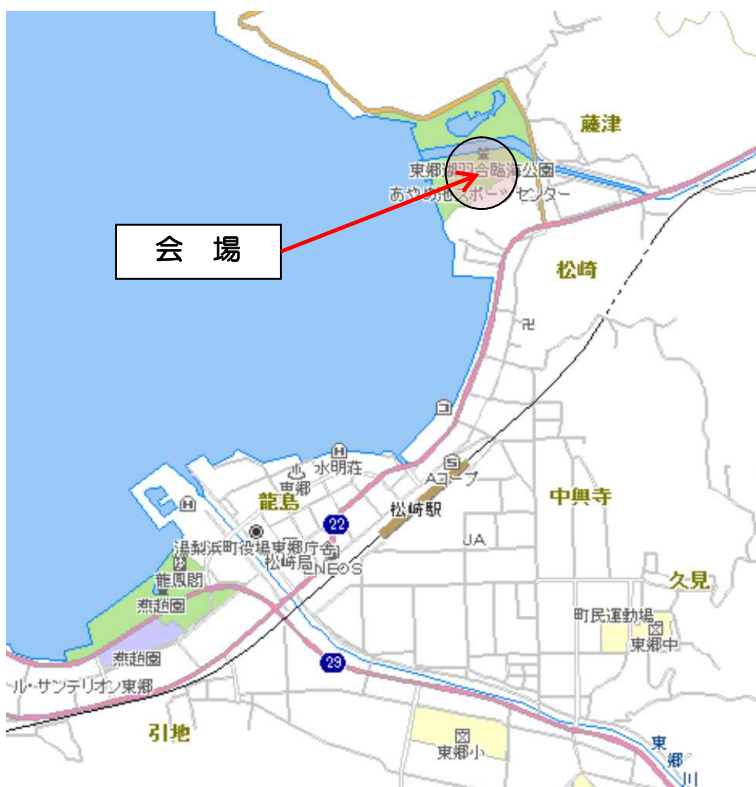 藤津
東郷湖羽合臨海公園
あやめ池スポーツセンター
会 場
松崎
卍
コ
H
水明荘
S
Aコープ
東郷
龍島
H
松崎駅
中興寺
22
湯梨浜町役場東郷庁舎
松崎局
ENEOS
JA
久見
龍鳳閣
燕趙園
町民運動場
東郷中
燕趙園
29
ル・サンテリオン東郷
引地
東郷小
東郷川